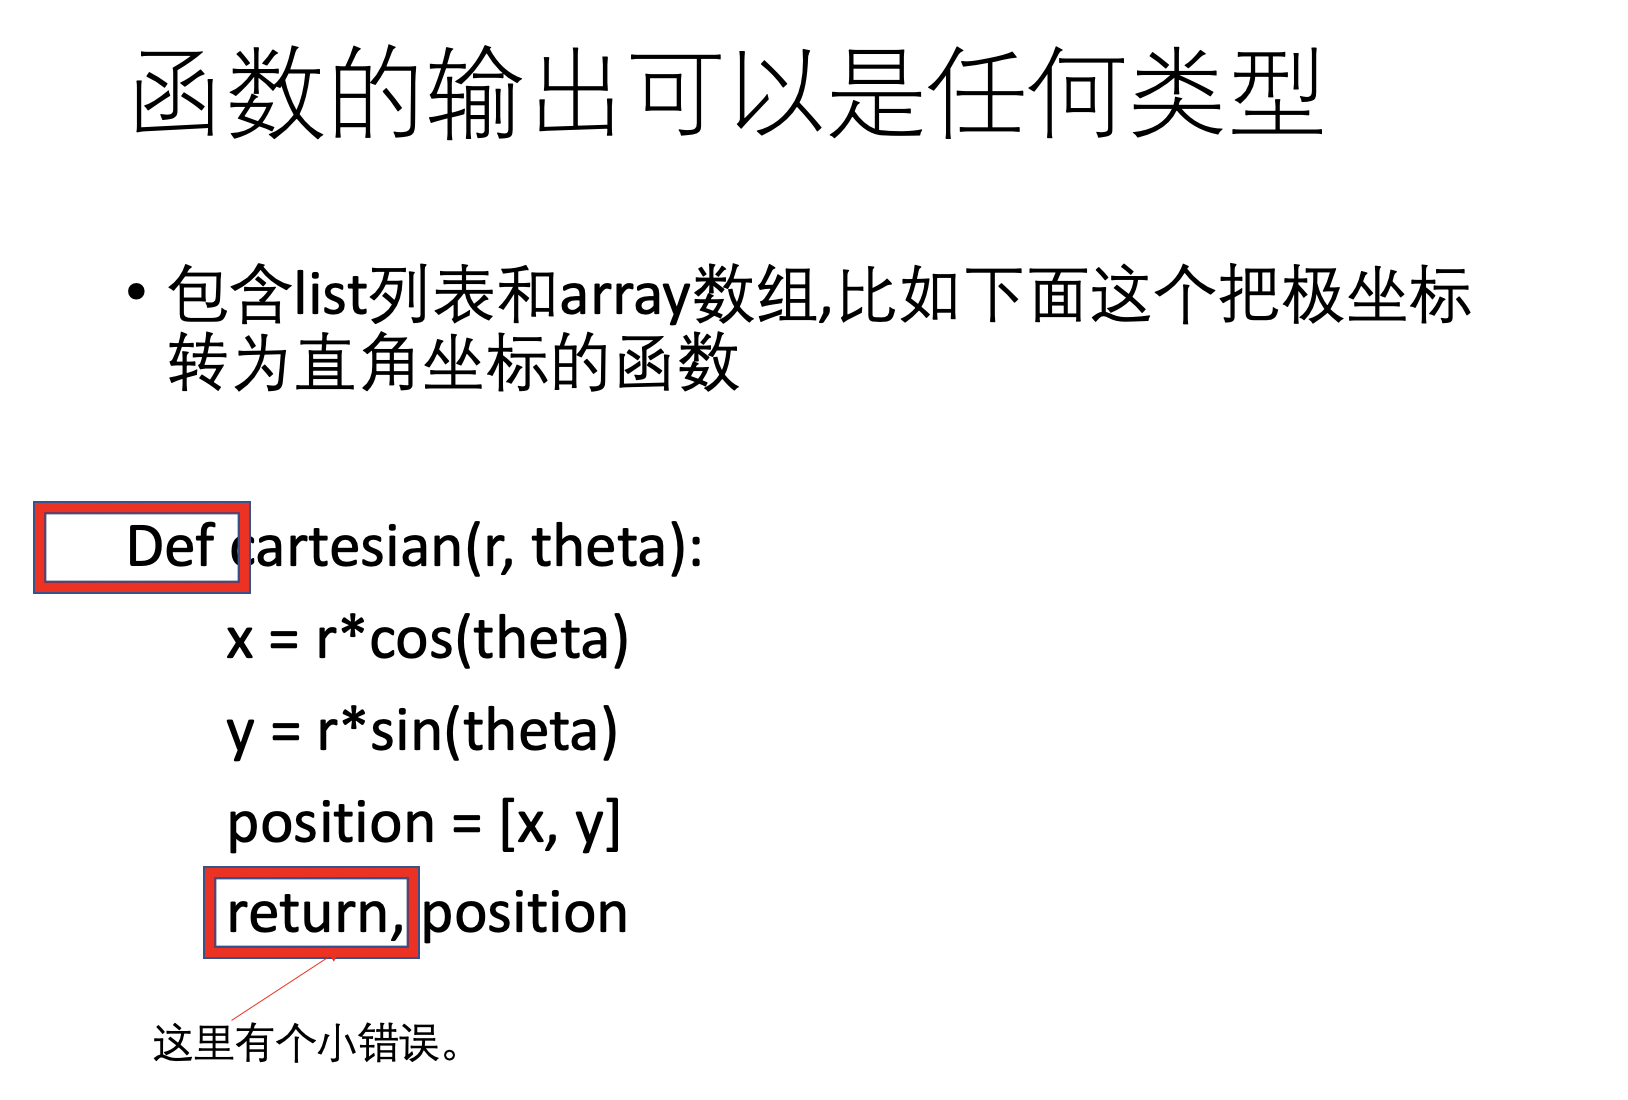 函数的输出可以是任何类型
• 包含list列表和array数组,比如下面这个把极坐标
转为直角坐标的函数
Def cartesian(r, theta):
x = r*cos(theta)
y = r*sin(theta)
position = [x, y]
return, position
这里有个小错误。